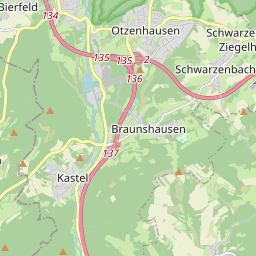 Bierfeld
134
Otzenhausen
Schwarze
Ziegelh
135
135
2
136
Schwarzenbach
Braunshausen
137
Kastel